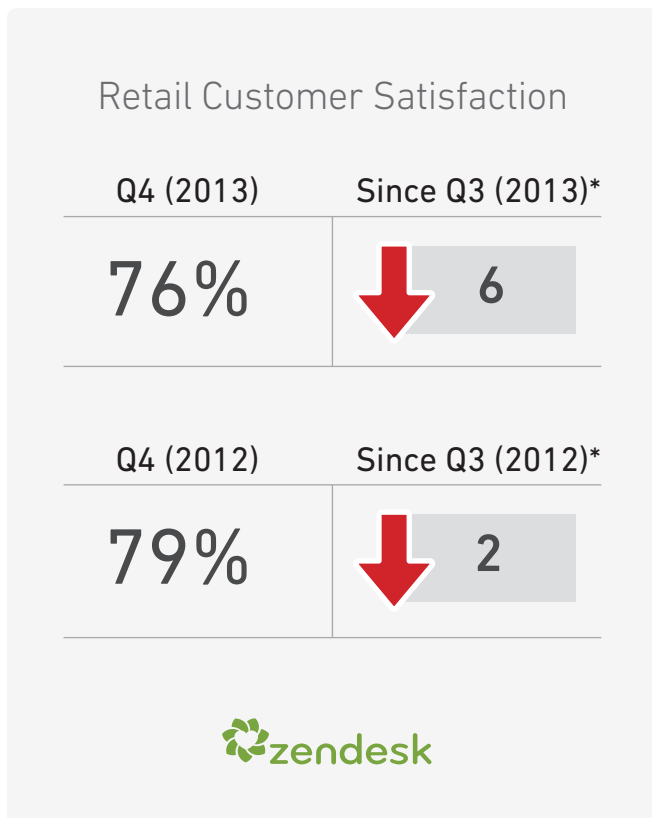 Retail Customer Satisfaction
Q4 (2013) Since Q3 (2013)*
76% 6
Q4 (2012) Since Q3 (2012)*
79% 2
zendesk